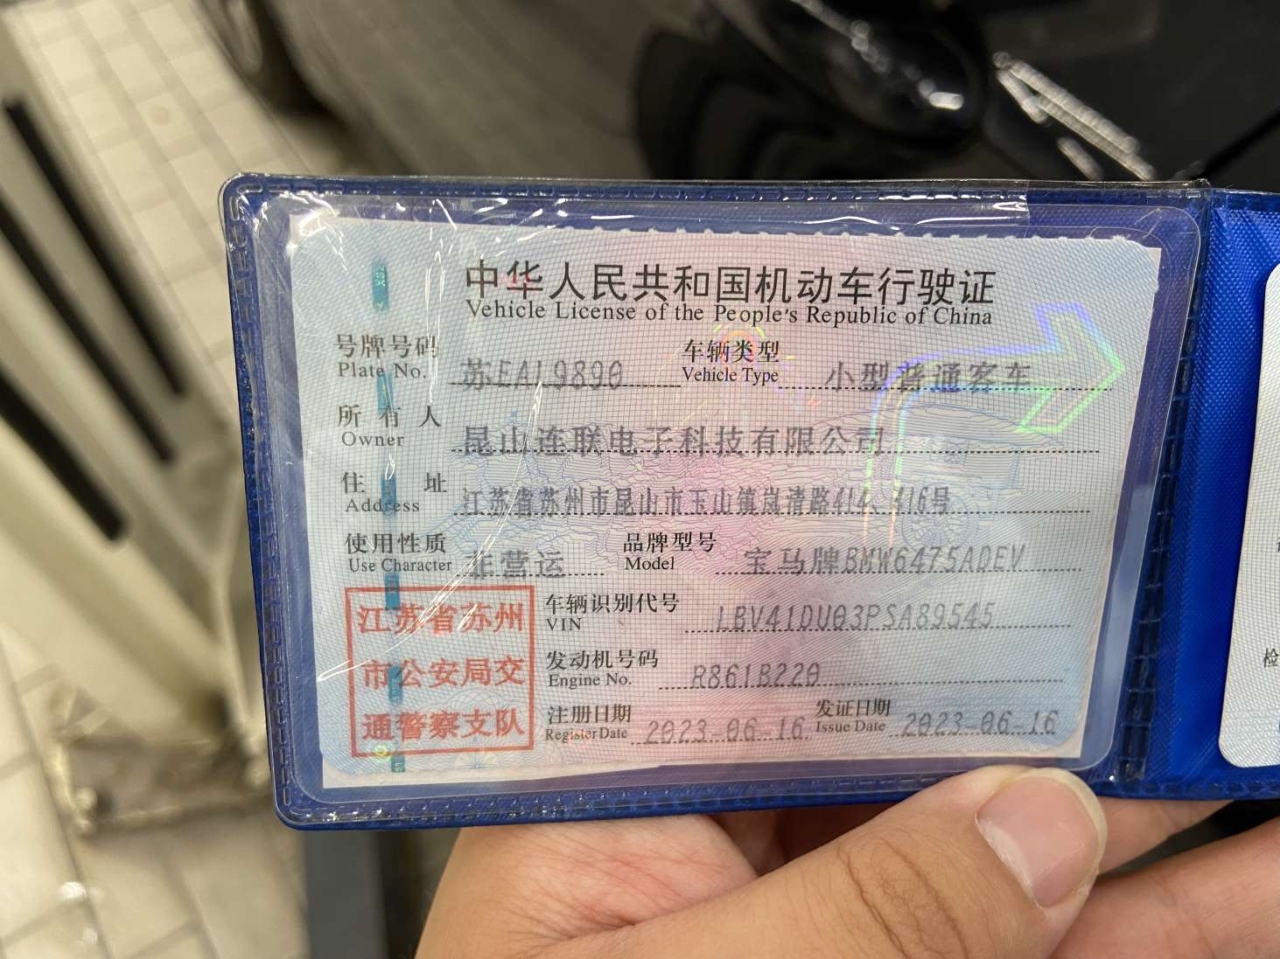 中华人民共和国机动车行驶证
Vehicle License of the People's Republic of China
号牌号码 苏EAL9890 车辆类型 小型普通客车
Plate No. Vehicle Type
所有人 昆山连联电子科技有限公司
Owner
住址 江苏省苏州市昆山市玉山镇岚清路414、416号
Address
使用性质 非营运 品牌型号 宝马牌BMW6475ADEV
Use Character Model
江苏省苏州
市公安局交
通警察支队
车辆识别代号 LBV41DU03PSA89545
VIN
发动机号码 R861B220
Engine No.
注册日期 2023-06-16 发证日期 2023-06-16
Register Date Issue Date
检